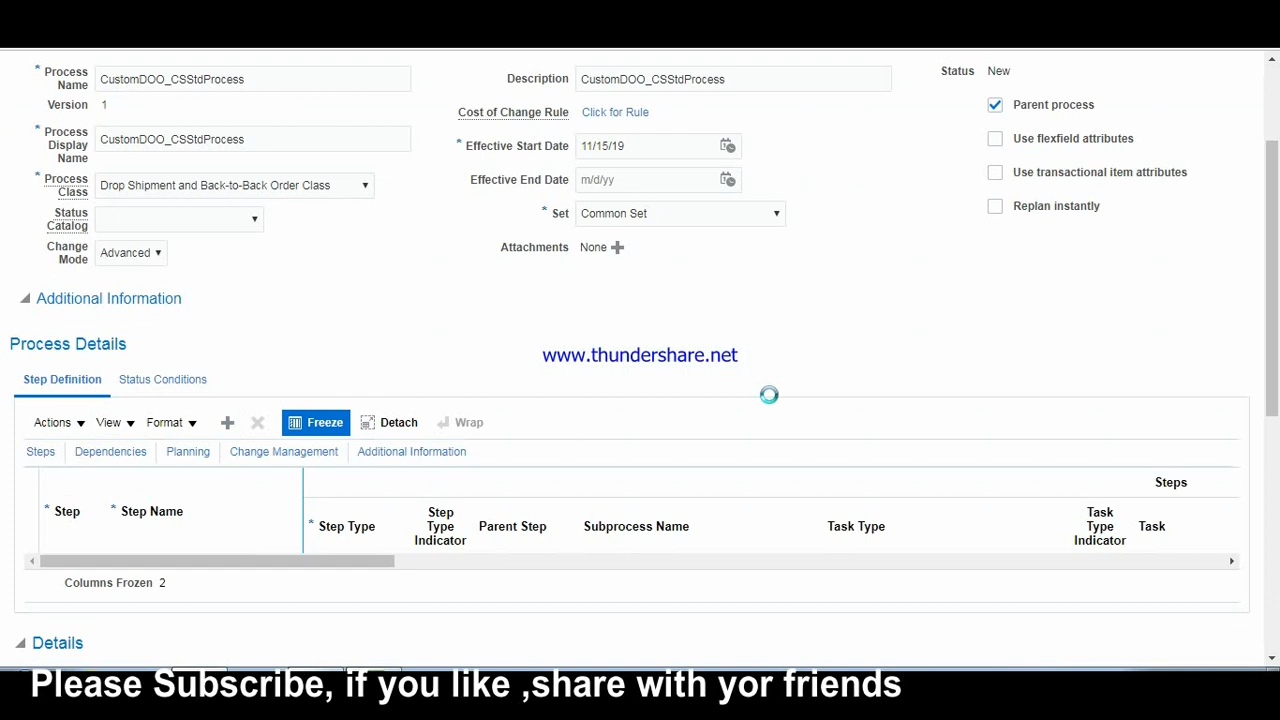 * Process Name CustomDOO_CSStdProcess Description CustomDOO_CSStdProcess Status New
Version 1 Cost of Change Rule Click for Rule Parent process
* Process Display Name CustomDOO_CSStdProcess * Effective Start Date 11/15/19 Use flexfield attributes
* Process Class Drop Shipment and Back-to-Back Order Class Effective End Date m/d/yy Use transactional item attributes
Status Catalog * Set Common Set Replan instantly
Change Mode Advanced Attachments None
Additional Information
Process Details
www.thundershare.net
Step Definition Status Conditions
Actions View Format Freeze Detach Wrap
Steps Dependencies Planning Change Management Additional Information
Steps
* Step * Step Name * Step Type Step Type Indicator Parent Step Subprocess Name Task Type Task Type Indicator Task
Columns Frozen 2
Details
Please Subscribe, if you like ,share with yor friends